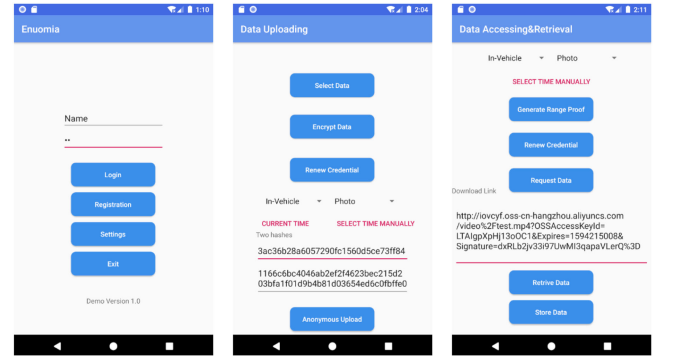 1:10
Enuomia
Name
Login
Registration
Settings
Exit
Demo Version 1.0
2:04
Data Uploading
Select Data
Encrypt Data
Renew Credential
In-Vehicle Photo
CURRENT TIME SELECT TIME MANUALLY
Two hashes
3ac36b28a6057290fc1560d5ce73ff84
1166c6bc4046ab2ef2f4623bec215d2
03bfa1f01d9b4b81d03654ed6c0fbffe0
Anonymous Upload
2:11
Data Accessing&Retrieval
In-Vehicle Photo
SELECT TIME MANUALLY
Generate Range Proof
Renew Credential
Request Data
Download Link
http://iovcyf.oss-cn-hangzhou.aliyuncs.com
/video%2Ftest.mp4?OSSAccessKeyId=
LTAIgpXpHj13oOC1&Expires=1594215008&
Signature=dxRLb2jv33i97UwMI3qapaVLerQ%3D
Retrive Data
Store Data